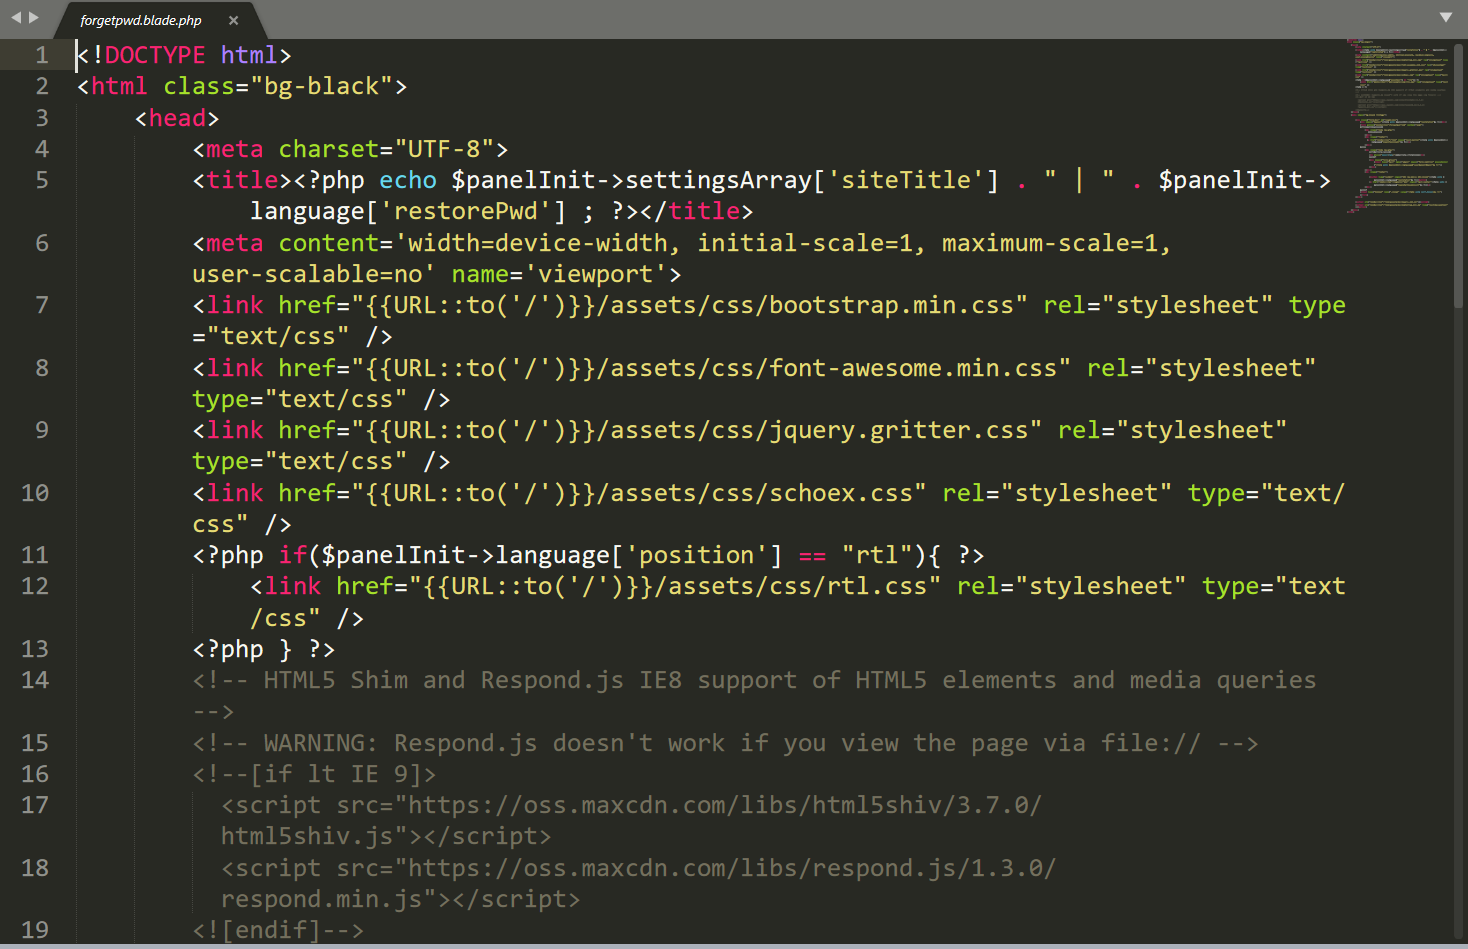 forgetpwd.blade.php ×
1 <!DOCTYPE html>
2 <html class="bg-black">
3 <head>
4 <meta charset="UTF-8">
5 <title><?php echo $panelInit->settingsArray['siteTitle'] . " | " . $panelInit->
language['restorePwd'] ; ?></title>
6 <meta content='width=device-width, initial-scale=1, maximum-scale=1,
user-scalable=no' name='viewport'>
7 <link href="{{URL::to('/')}}/assets/css/bootstrap.min.css" rel="stylesheet" type
="text/css" />
8 <link href="{{URL::to('/')}}/assets/css/font-awesome.min.css" rel="stylesheet"
type="text/css" />
9 <link href="{{URL::to('/')}}/assets/css/jquery.gritter.css" rel="stylesheet"
type="text/css" />
10 <link href="{{URL::to('/')}}/assets/css/schoex.css" rel="stylesheet" type="text/
css" />
11 <?php if($panelInit->language['position'] == "rtl"){ ?>
12 <link href="{{URL::to('/')}}/assets/css/rtl.css" rel="stylesheet" type="text
/css" />
13 <?php } ?>
14 <!-- HTML5 Shim and Respond.js IE8 support of HTML5 elements and media queries
-->
15 <!-- WARNING: Respond.js doesn't work if you view the page via file:// -->
16 <!--[if lt IE 9]>
17 <script src="https://oss.maxcdn.com/libs/html5shiv/3.7.0/
html5shiv.js"></script>
18 <script src="https://oss.maxcdn.com/libs/respond.js/1.3.0/
respond.min.js"></script>
19 <![endif]-->